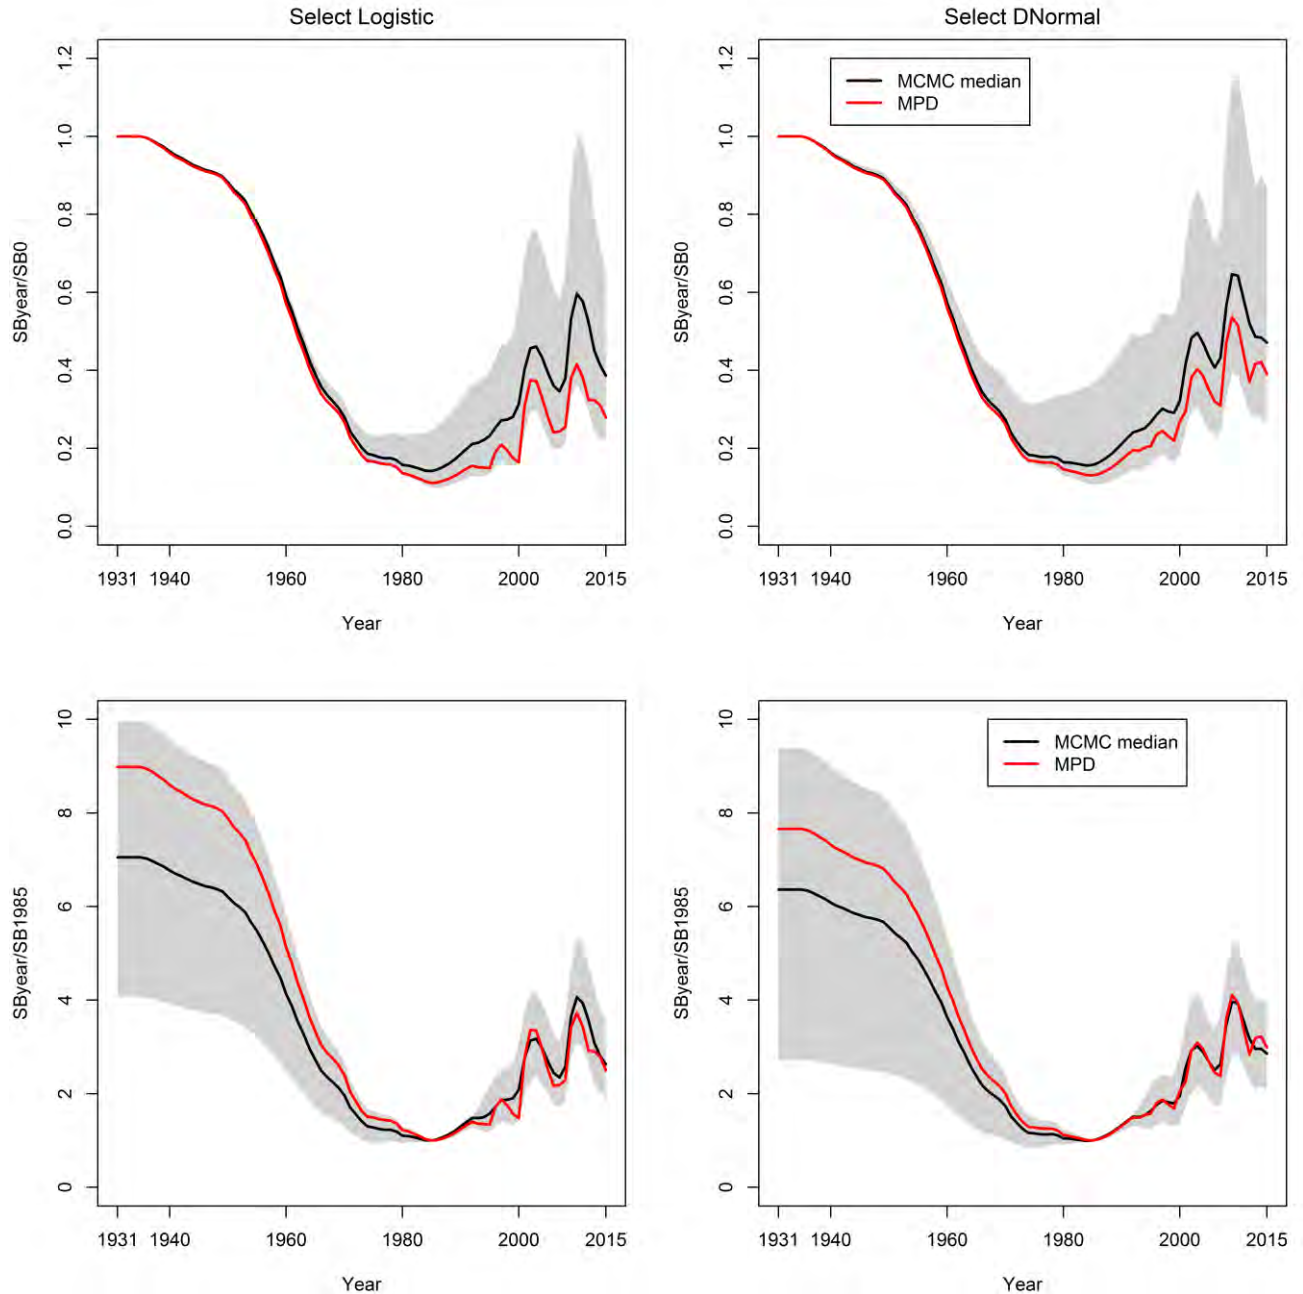 Select Logistic
SByear/SB0
0.0 0.2 0.4 0.6 0.8 1.0 1.2
1931 1940 1960 1980 2000 2015
Year
Select DNormal
MCMC median
MPD
SByear/SB0
0.0 0.2 0.4 0.6 0.8 1.0 1.2
1931 1940 1960 1980 2000 2015
Year
SByear/SB1985
0 2 4 6 8 10
1931 1940 1960 1980 2000 2015
Year
MCMC median
MPD
SByear/SB1985
0 2 4 6 8 10
1931 1940 1960 1980 2000 2015
Year